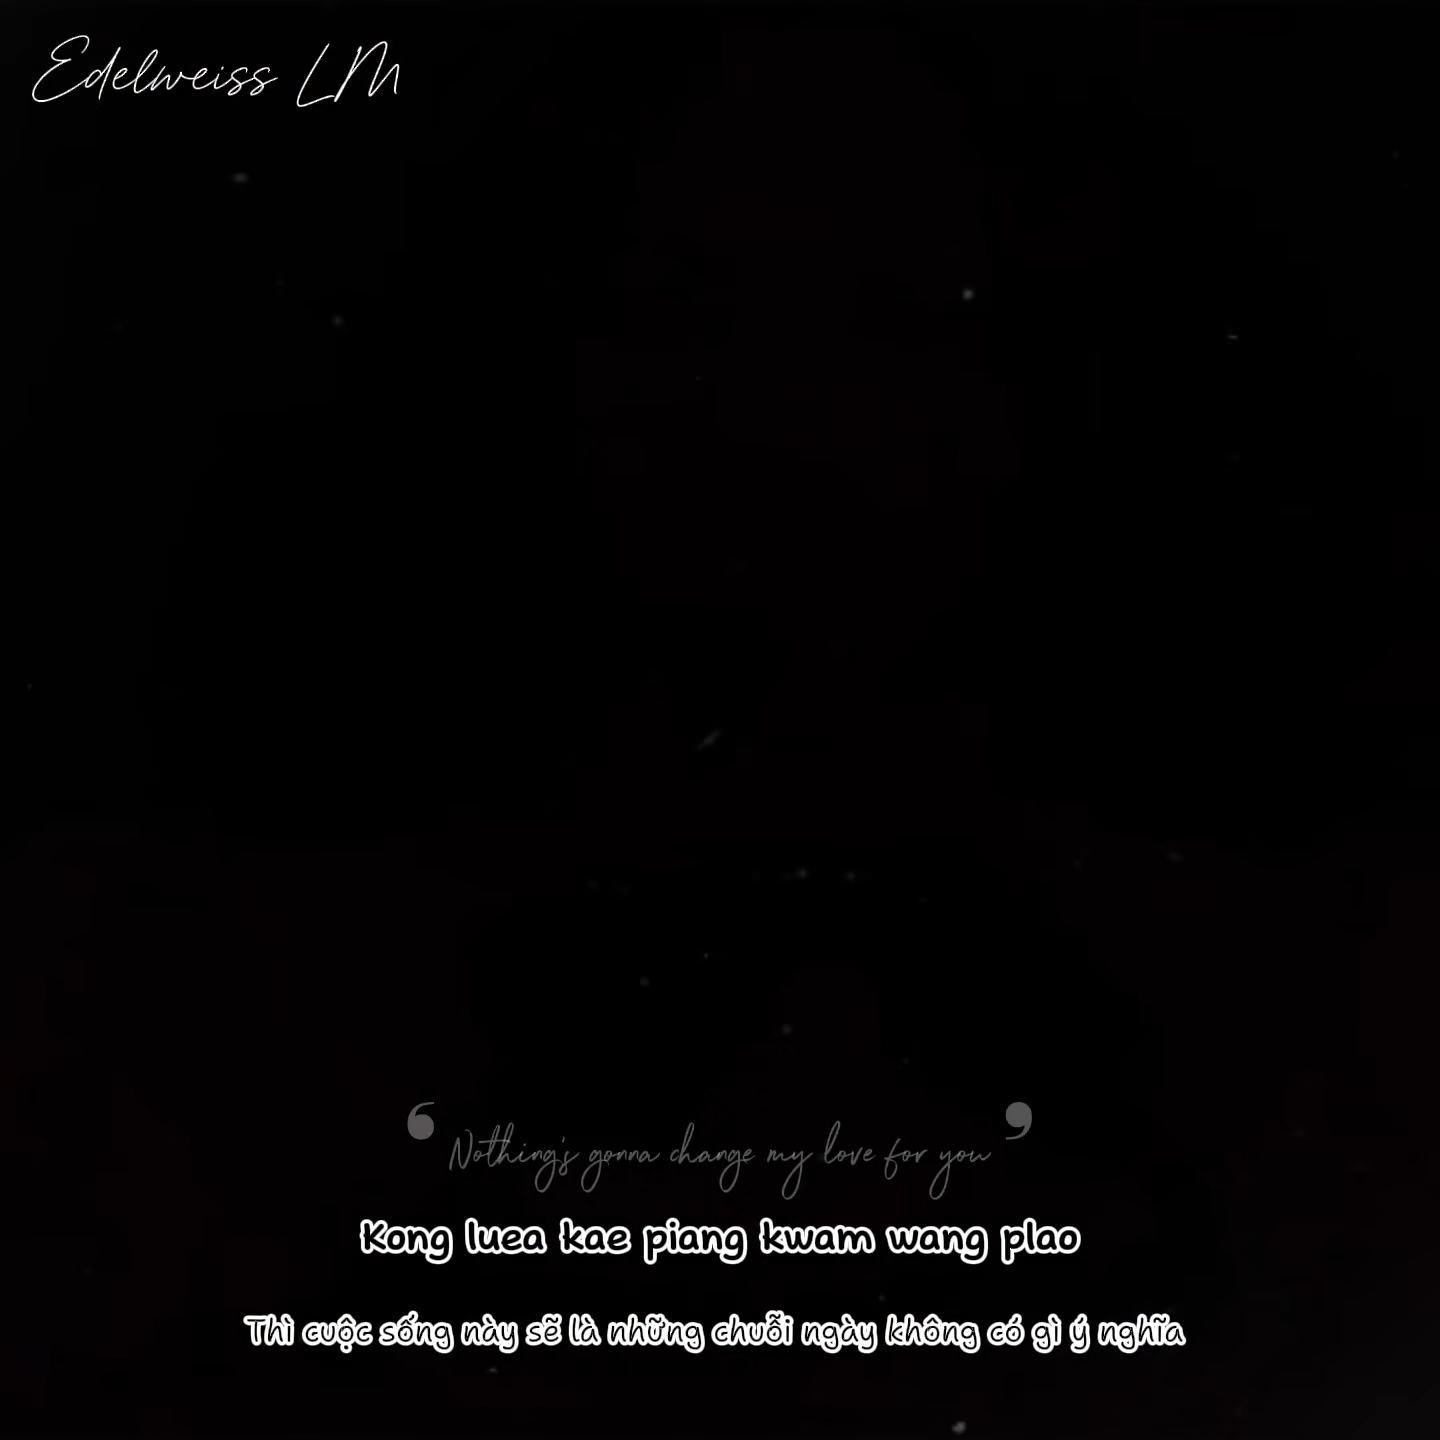 Edelweiss LM
❛ Nothing's gonna change my love for you ❜
Kong luea kae piang kwam wang plao
Thì cuộc sống này sẽ là những chuỗi ngày không có gì ý nghĩa